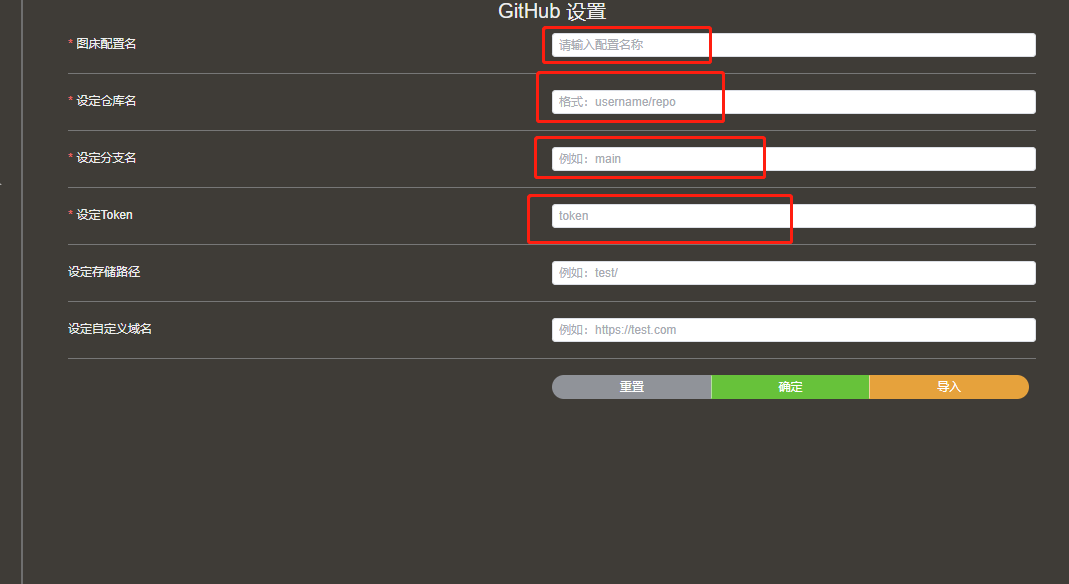 GitHub 设置
* 图床配置名
请输入配置名称
* 设定仓库名
格式：username/repo
* 设定分支名
例如：main
* 设定Token
token
设定存储路径
例如：test/
设定自定义域名
例如：https://test.com
重置
确定
导入